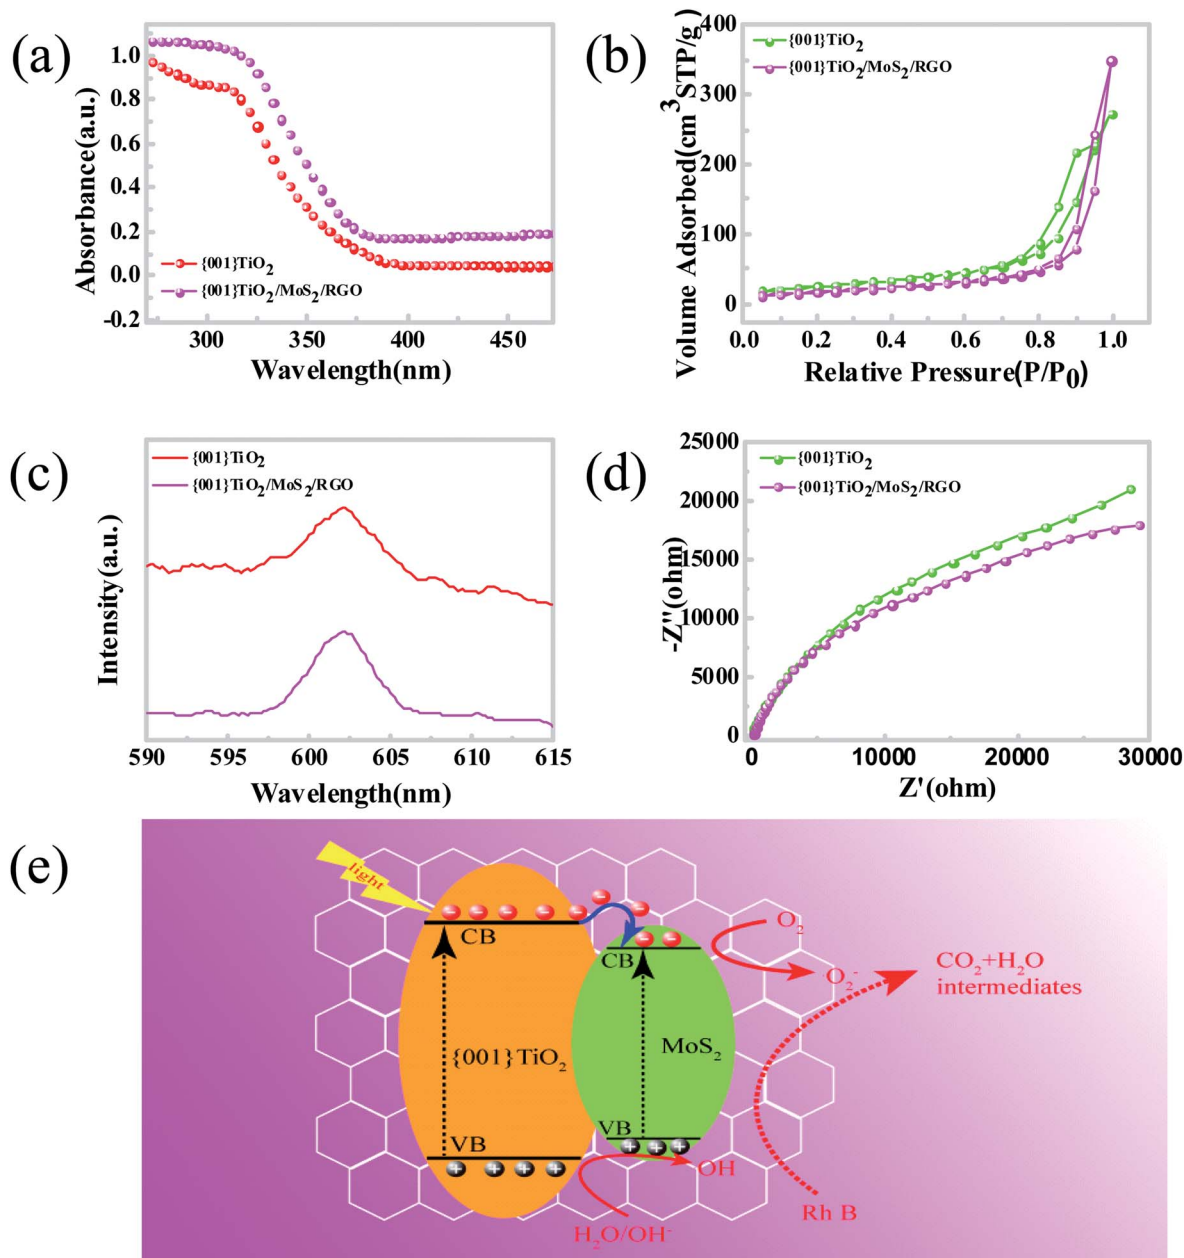 (a)
1.0
0.8
0.6
0.4
0.2
0.0
-0.2
Absorbance(a.u.)
{001}TiO₂
{001}TiO₂/MoS₂/RGO
300 350 400 450
Wavelength(nm)
(b)
400
300
200
100
0
Volume Adsorbed(cm³STP/g)
{001}TiO₂
{001}TiO₂/MoS₂/RGO
0.0 0.2 0.4 0.6 0.8 1.0
Relative Pressure(P/P₀)
(c)
Intensity(a.u.)
{001}TiO₂
{001}TiO₂/MoS₂/RGO
590 595 600 605 610 615
Wavelength(nm)
(d)
25000
20000
15000
10000
5000
0
-Z''(ohm)
{001}TiO₂
{001}TiO₂/MoS₂/RGO
0 10000 20000 30000
Z'(ohm)
(e)
light
CB
CB
O₂
·O₂⁻
CO₂+H₂O
intermediates
{001}TiO₂
MoS₂
VB
VB
OH
H₂O/OH⁻
Rh B